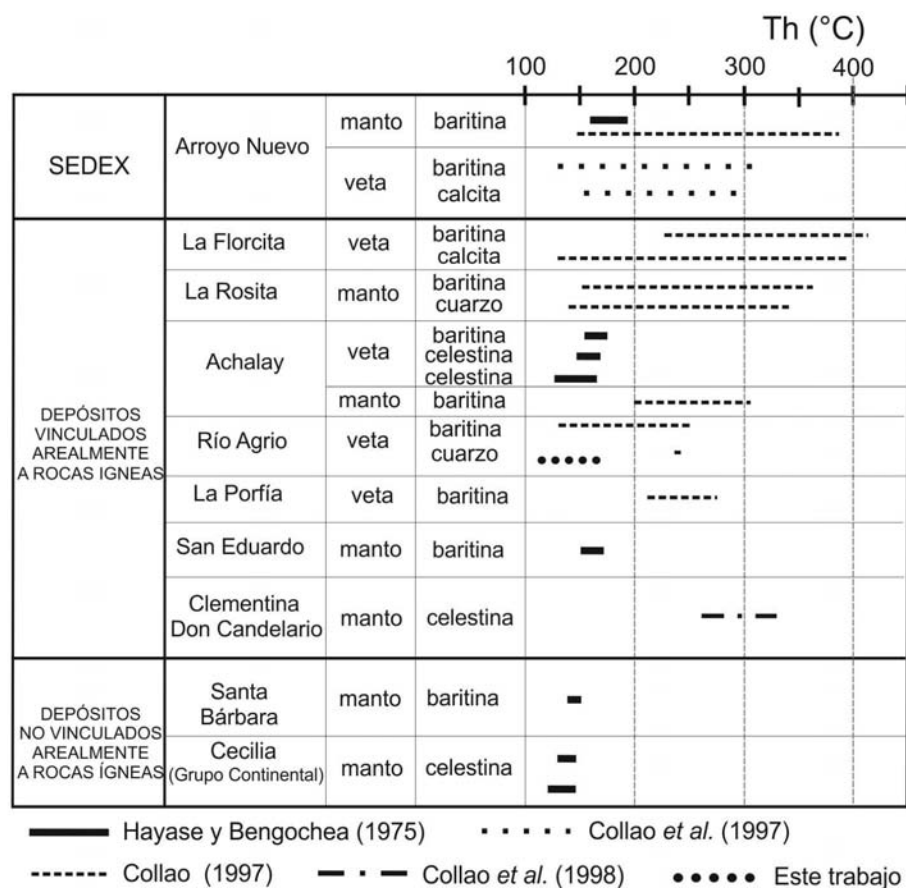 Th (°C)
100 200 300 400
SEDEX
Arroyo Nuevo
manto baritina
veta baritina
calcita
DEPÓSITOS
VINCULADOS
AREALMENTE
A ROCAS IGNEAS
La Florcita veta baritina
calcita
La Rosita manto baritina
cuarzo
Achalay veta baritina
celestina
celestina
manto baritina
Río Agrio veta baritina
cuarzo
La Porfía veta baritina
San Eduardo manto baritina
Clementina
Don Candelario manto celestina
DEPÓSITOS
NO VINCULADOS
AREALMENTE
A ROCAS ÍGNEAS
Santa
Bárbara manto baritina
Cecilia
(Grupo Continental) manto celestina
Hayase y Bengochea (1975) Collao et al. (1997)
Collao (1997) Collao et al. (1998) Este trabajo